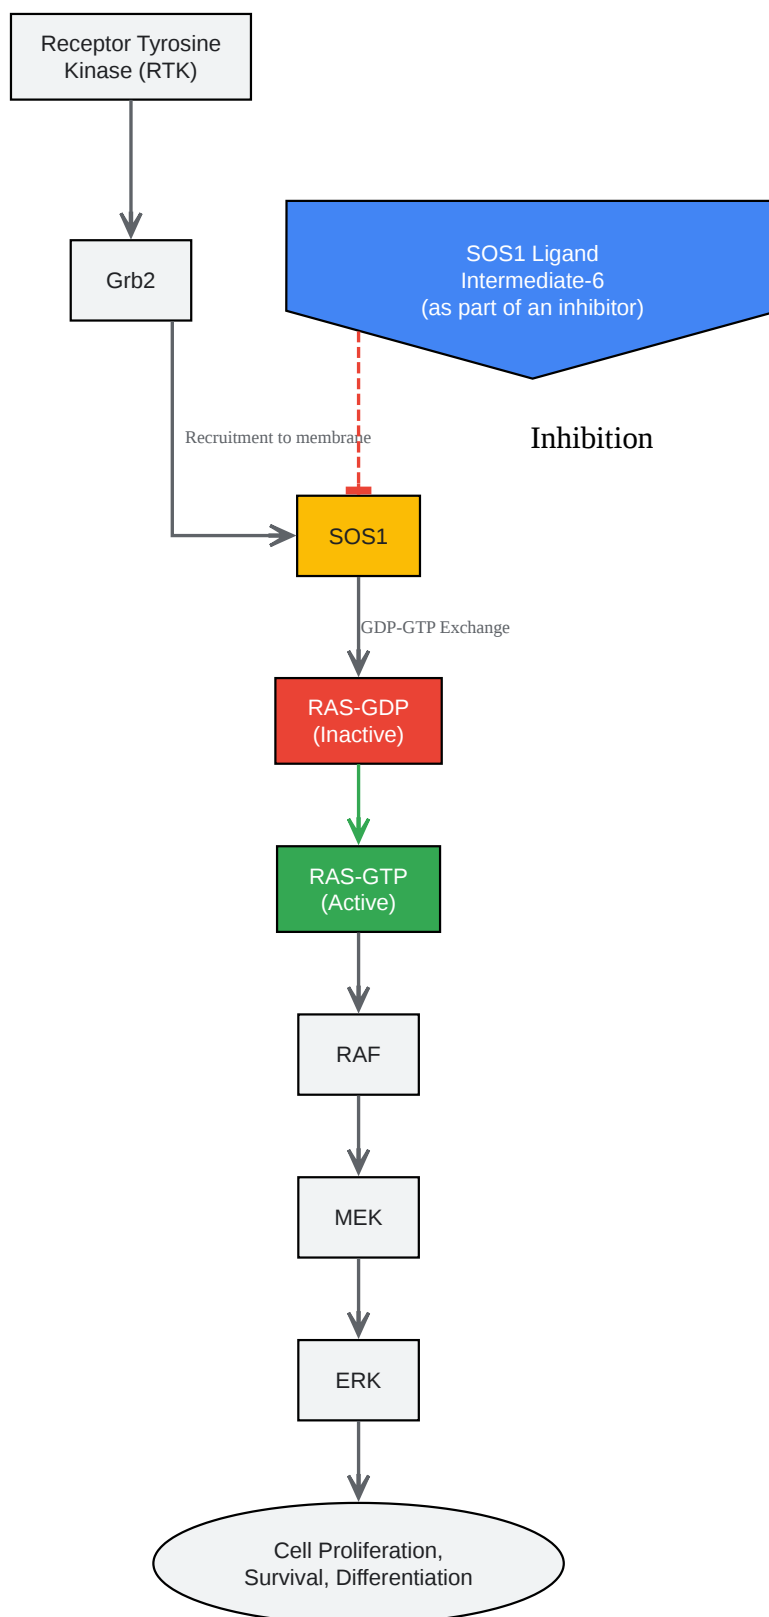 Receptor Tyrosine
Kinase (RTK)
Grb2
SOS1 Ligand
Intermediate-6
(as part of an inhibitor)
Recruitment to membrane
Inhibition
SOS1
GDP-GTP Exchange
RAS-GDP
(Inactive)
RAS-GTP
(Active)
RAF
MEK
ERK
Cell Proliferation,
Survival, Differentiation